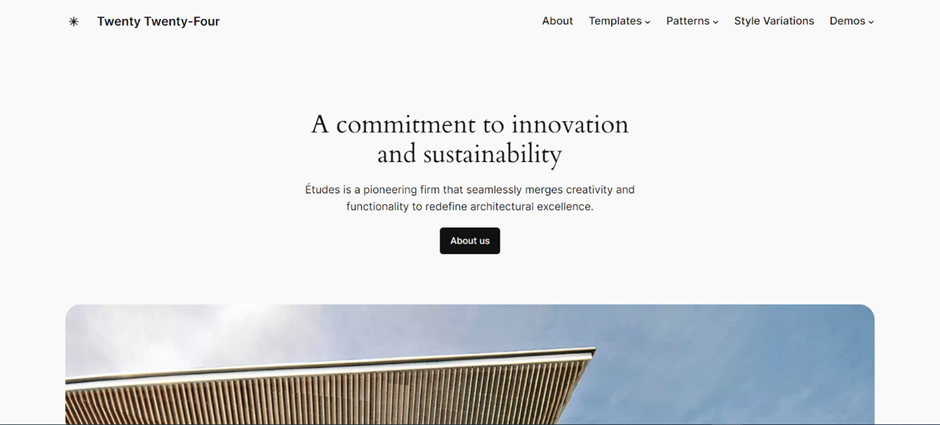 Twenty Twenty-Four
About Templates Patterns Style Variations Demos
A commitment to innovation
and sustainability
Études is a pioneering firm that seamlessly merges creativity and
functionality to redefine architectural excellence.
About us